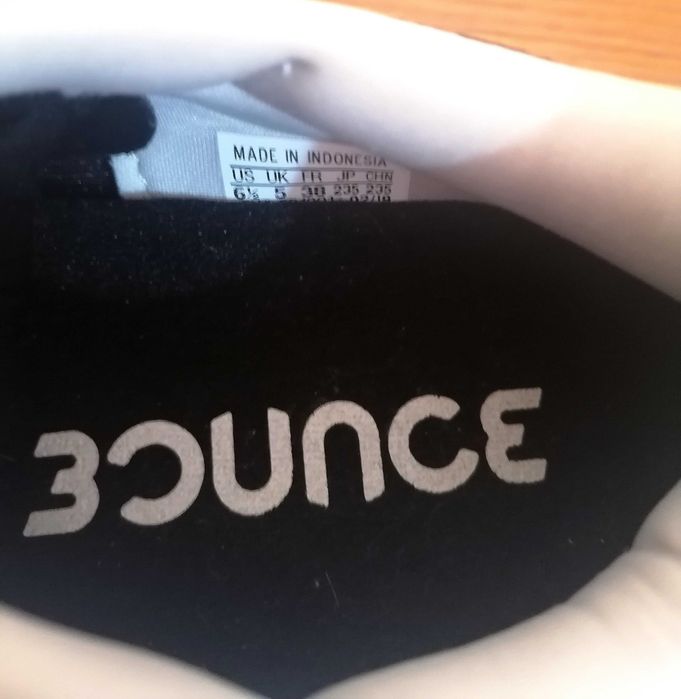 MADE IN INDONESIA
US UK FR JP CHN
6½ 5 38 235 235
BOUNCE